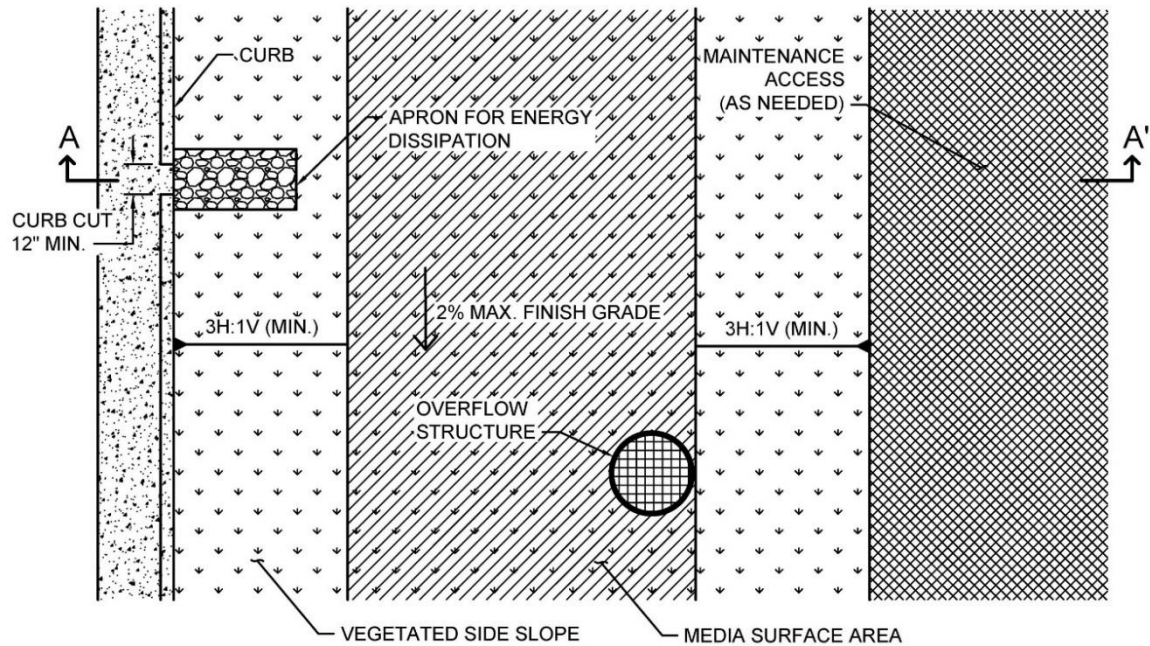 CURB
MAINTENANCE
ACCESS
(AS NEEDED)
APRON FOR ENERGY
DISSIPATION
A
A'
CURB CUT
12" MIN.
2% MAX. FINISH GRADE
3H:1V (MIN.)
3H:1V (MIN.)
OVERFLOW
STRUCTURE
VEGETATED SIDE SLOPE
MEDIA SURFACE AREA